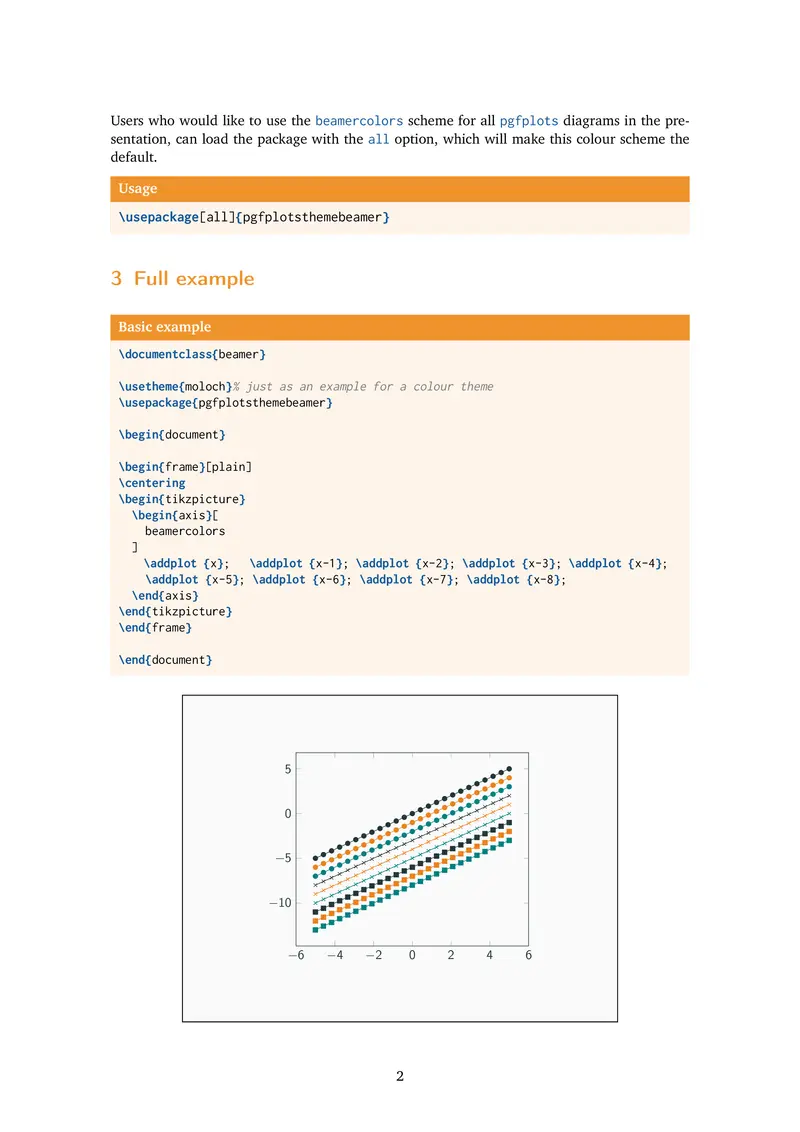 Users who would like to use the beamercolors scheme for all pgfplots diagrams in the pre-
sentation, can load the package with the all option, which will make this colour scheme the
default.
Usage
\usepackage[all]{pgfplotsthemebeamer}
3 Full example
Basic example
\documentclass{beamer}
\usetheme{moloch}% just as an example for a colour theme
\usepackage{pgfplotsthemebeamer}
\begin{document}
\begin{frame}[plain]
\centering
\begin{tikzpicture}
\begin{axis}[
beamercolors
]
\addplot {x}; \addplot {x-1}; \addplot {x-2}; \addplot {x-3}; \addplot {x-4};
\addplot {x-5}; \addplot {x-6}; \addplot {x-7}; \addplot {x-8};
\end{axis}
\end{tikzpicture}
\end{frame}
\end{document}
5
0
−5
−10
−6 −4 −2 0 2 4 6
2